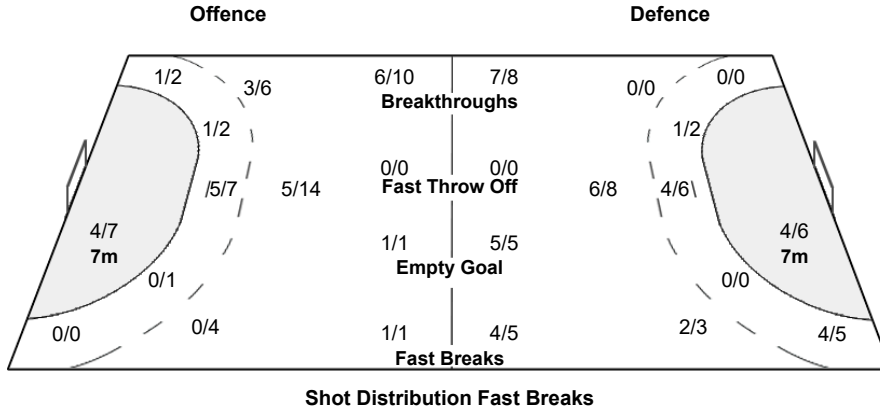 Offence Defence
1/2 3/6 6/10 7/8 0/0 0/0
Breakthroughs
1/2 1/2
0/0 0/0
5/7 5/14 Fast Throw Off 6/8 4/6
4/7 1/1 5/5 4/6
7m Empty Goal 7m
0/1 0/0
0/0 0/4 1/1 4/5 2/3 4/5
Fast Breaks
Shot Distribution Fast Breaks